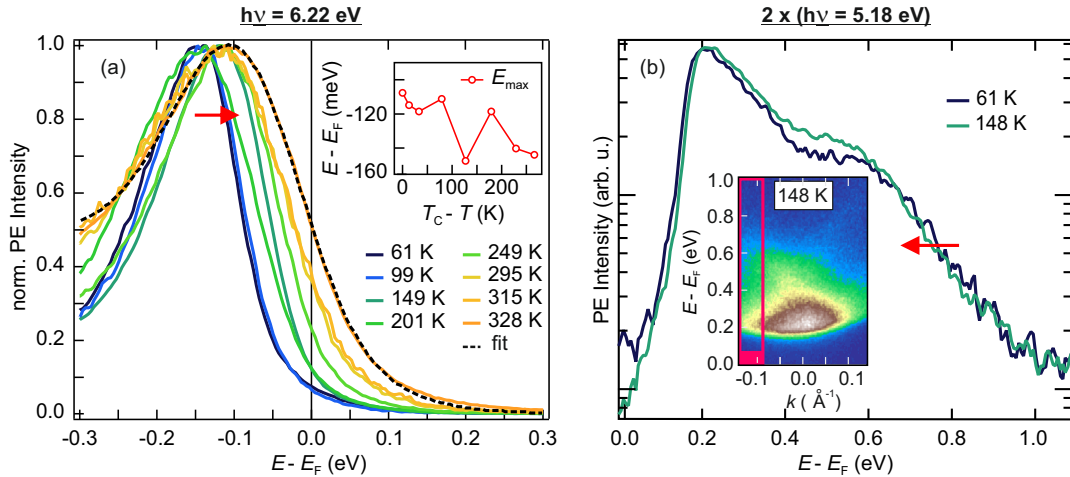 hν = 6.22 eV
2 x (hν = 5.18 eV)
(a)
norm. PE Intensity
1.0
0.8
0.6
0.4
0.2
0.0
-0.3
-0.2
-0.1
0.0
0.1
0.2
0.3
E - E_F (eV)
E - E_F (meV)
-120
-160
0
100
200
T_C - T (K)
E_max
61 K
99 K
149 K
201 K
249 K
295 K
315 K
328 K
fit
(b)
PE Intensity (arb. u.)
61 K
148 K
148 K
E - E_F (eV)
1.0
0.8
0.6
0.4
0.2
0.0
-0.1
0.0
0.1
k ( Å⁻¹)
0.0
0.2
0.4
0.6
0.8
1.0
E - E_F (eV)